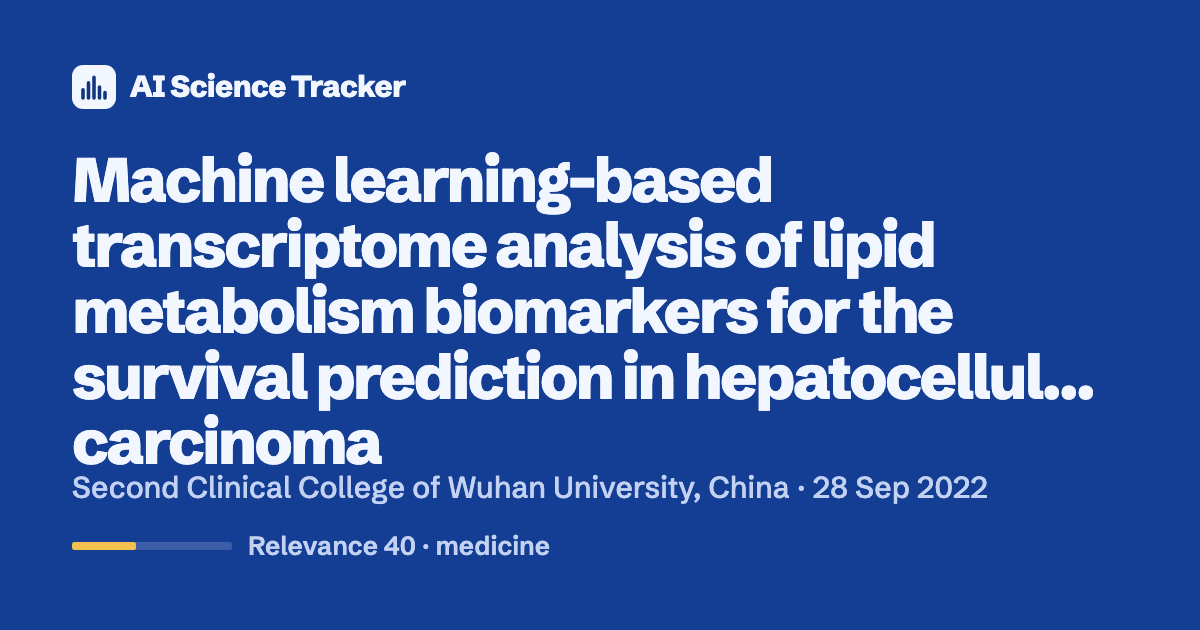 AI Science Tracker
Machine learning-based
transcriptome analysis of lipid
metabolism biomarkers for the
survival prediction in hepatocellul...
carcinoma
Second Clinical College of Wuhan University, China · 28 Sep 2022
Relevance 40 · medicine